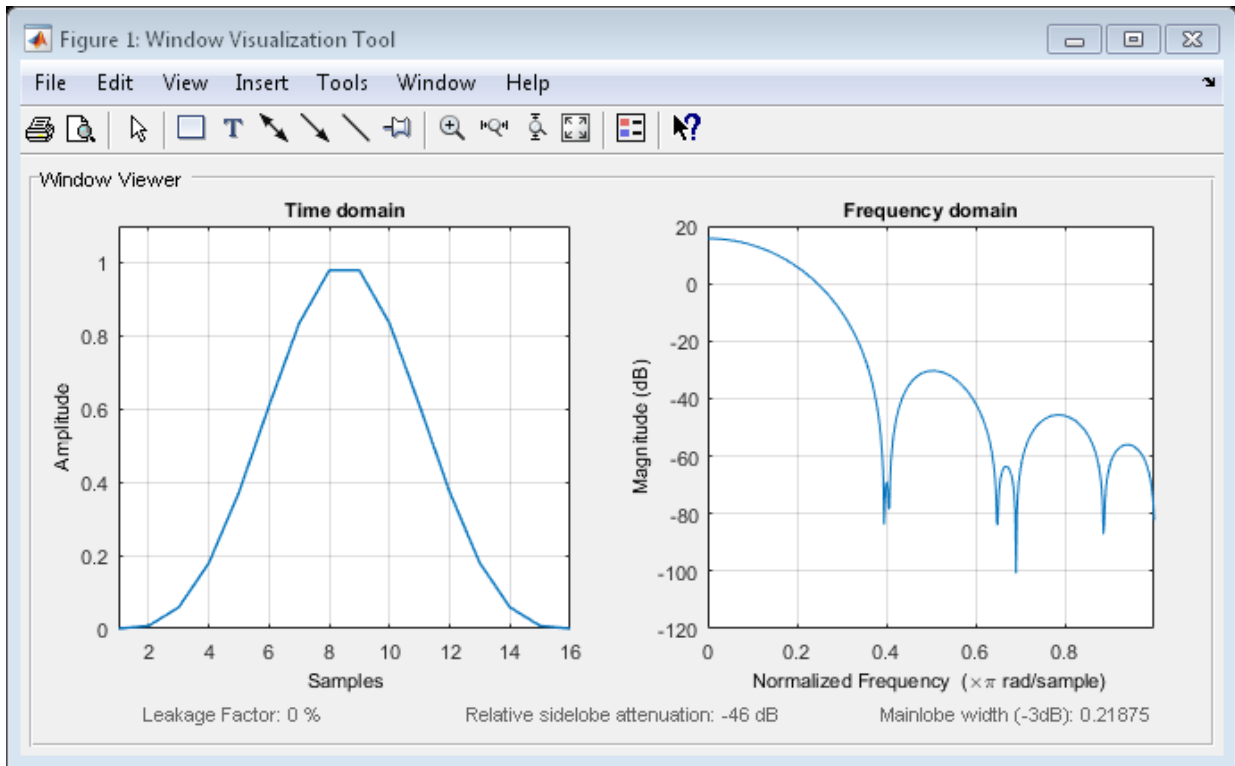 Figure 1: Window Visualization Tool
File Edit View Insert Tools Window Help
T
?
Window Viewer
Time domain
1
0.8
0.6
0.4
0.2
0
Amplitude
2 4 6 8 10 12 14 16
Samples
Frequency domain
20
0
-20
-40
-60
-80
-100
-120
Magnitude (dB)
0 0.2 0.4 0.6 0.8
Normalized Frequency (×π rad/sample)
Leakage Factor: 0 % Relative sidelobe attenuation: -46 dB Mainlobe width (-3dB): 0.21875